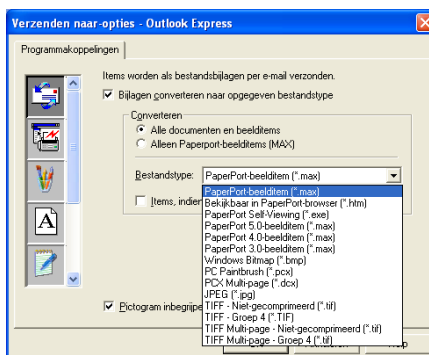 Verzenden naar-opties - Outlook Express
Programmakoppelingen
Items worden als bestandsbijlagen per e-mail verzonden.
Bijlagen converteren naar opgegeven bestandstype
Converteren
Alle documenten en beelditems
Alleen Paperport-beelditems (MAX)
Bestandstype: PaperPort-beelditem (*.max)
PaperPort-beelditem (*.max)
Items, indien
Bekijkbaar in PaperPort-browser (*.htm)
PaperPort Self-Viewing (*.exe)
PaperPort 5.0-beelditem (*.max)
PaperPort 4.0-beelditem (*.max)
PaperPort 3.0-beelditem (*.max)
Windows Bitmap (*.bmp)
PC Paintbrush (*.pcx)
PCX Multi-page (*.dcx)
JPEG (*.jpg)
Pictogram inbegrepe
TIFF - Niet-gecomprimeerd (*.tif)
TIFF - Groep 4 (*.TIF)
TIFF Multi-page - Niet-gecomprimeerd (*.tif)
TIFF Multi-page - Groep 4 (*.tif)